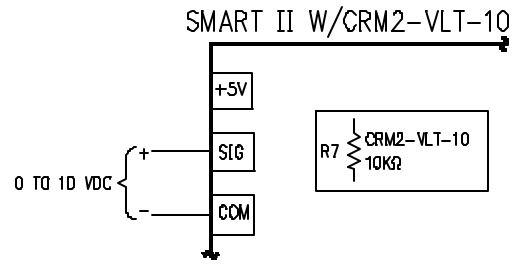 SMART II W/CRM2-VLT-10
+5V
SIG
COM
+
0 TO 10 VDC
−
R7
CRM2-VLT-10
10KΩ